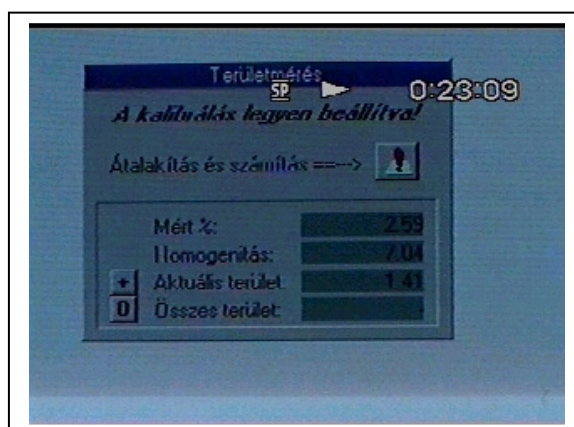 Területmérés
SP 0:23:09
A kalibrálás legyen beállítva!
Átalakítás és számítás ==--> !
Mért %: 2.59
Homogenitás: 7.04
+ Aktuális terület: 1.41
0 Összes terület: -